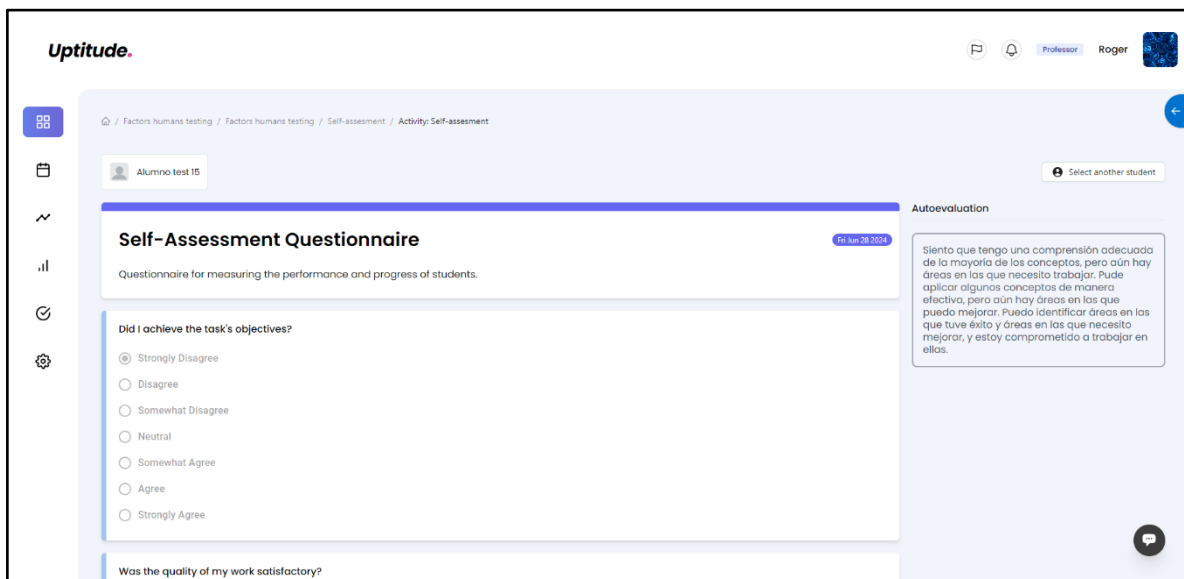 Uptitude.
Professor Roger
/ Factors humans testing / Factors humans testing / Self-assesment / Activity: Self-assesment
Alumno test 15
Select another student
Self-Assessment Questionnaire
Fri Jun 28 2024
Questionnaire for measuring the performance and progress of students.
Did I achieve the task's objectives?
Strongly Disagree
Disagree
Somewhat Disagree
Neutral
Somewhat Agree
Agree
Strongly Agree
Was the quality of my work satisfactory?
Autoevaluation
Siento que tengo una comprensión adecuada
de la mayoría de los conceptos, pero aún hay
áreas en las que necesito trabajar. Pude
aplicar algunos conceptos de manera
efectiva, pero aún hay áreas en las que
puedo mejorar. Puedo identificar áreas en las
que tuve éxito y áreas en las que necesito
mejorar, y estoy comprometido a trabajar en
ellas.